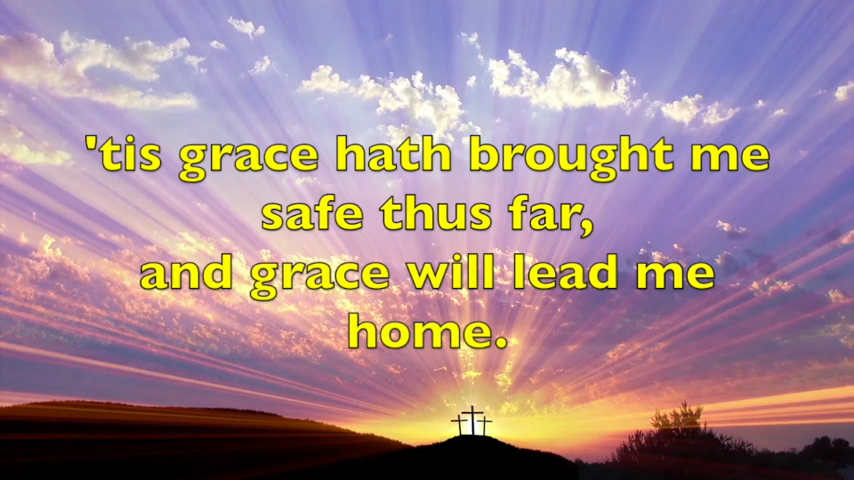 'tis grace hath brought me
safe thus far,
and grace will lead me
home.